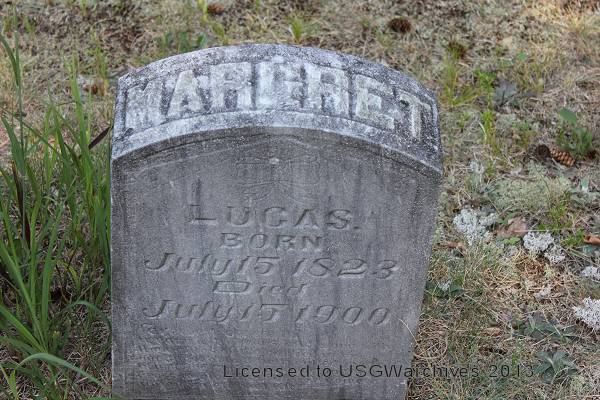 MARGRET
LUCAS.
BORN
July 15 1823
Died
July 15 1900
Licensed to USGWarchives 2013